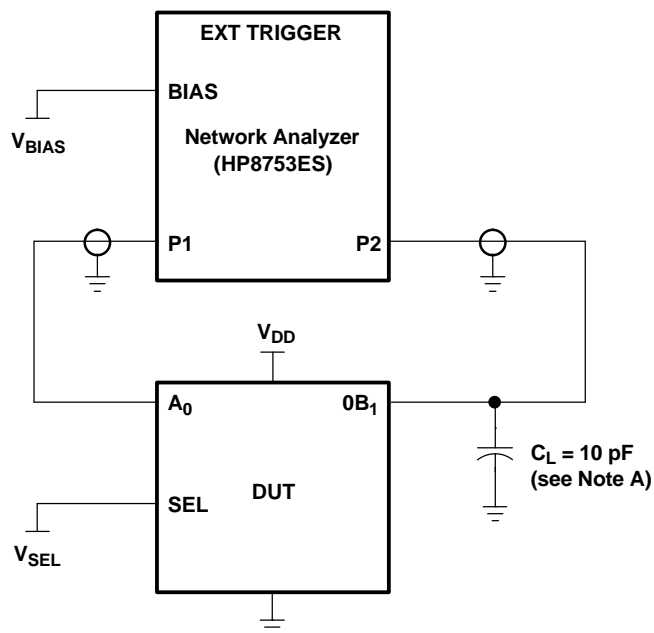 EXT TRIGGER
BIAS
VBIAS
Network Analyzer
(HP8753ES)
P1
P2
VDD
A0
0B1
CL = 10 pF
(see Note A)
DUT
SEL
VSEL